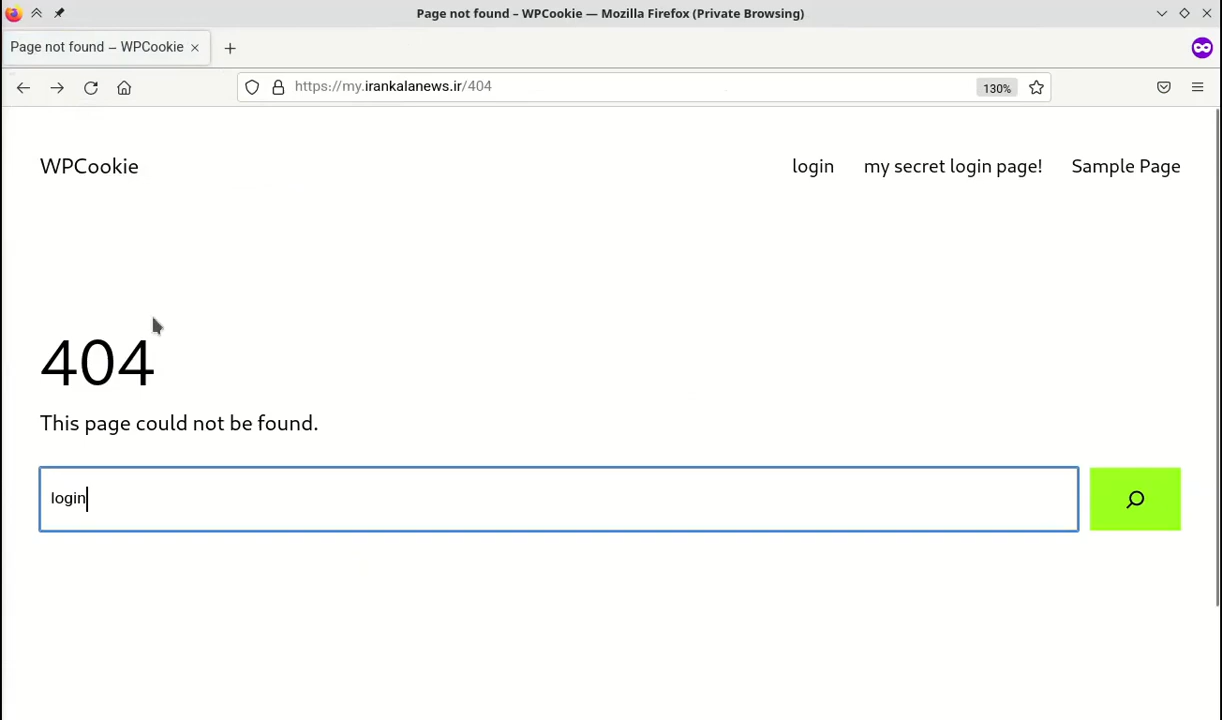 Page not found – WPCookie — Mozilla Firefox (Private Browsing)
Page not found – WPCookie
https://my.irankalanews.ir/404
130%
WPCookie
login
my secret login page!
Sample Page
404
This page could not be found.
login